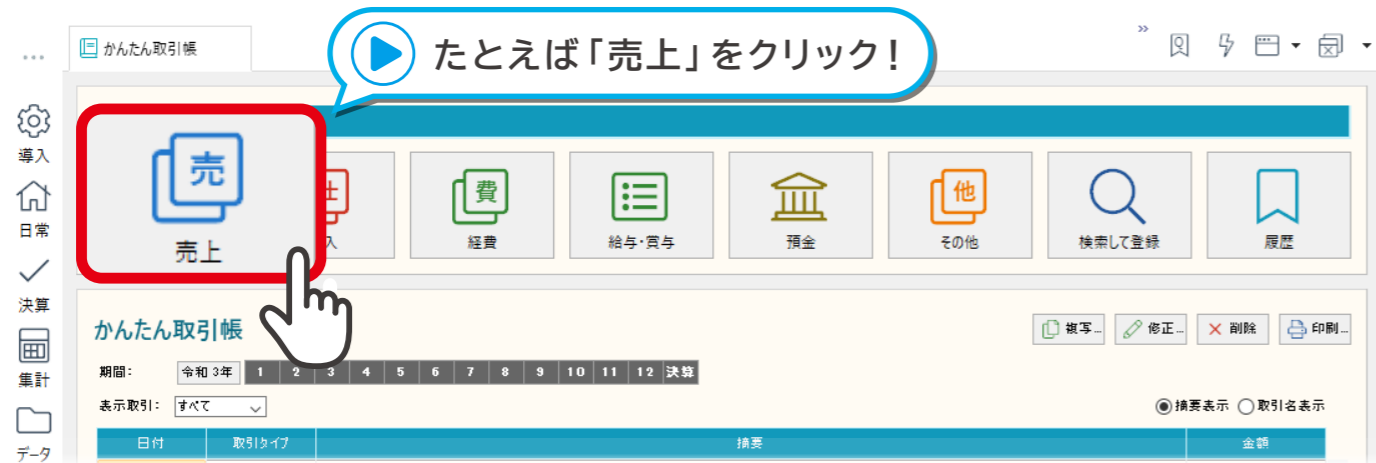 かんたん取引帳
たとえば「売上」をクリック!
»
...
導入
日常
決算
集計
データ
売
売上
入
費
経費
給与・賞与
預金
他
その他
検索して登録
履歴
かんたん取引帳
複写…
修正…
削除
印刷…
期間:
令和 3年 1 2 3 4 5 6 7 8 9 10 11 12 決算
表示取引: すべて
摘要表示 取引名表示
日付 取引タイプ 摘要 金額